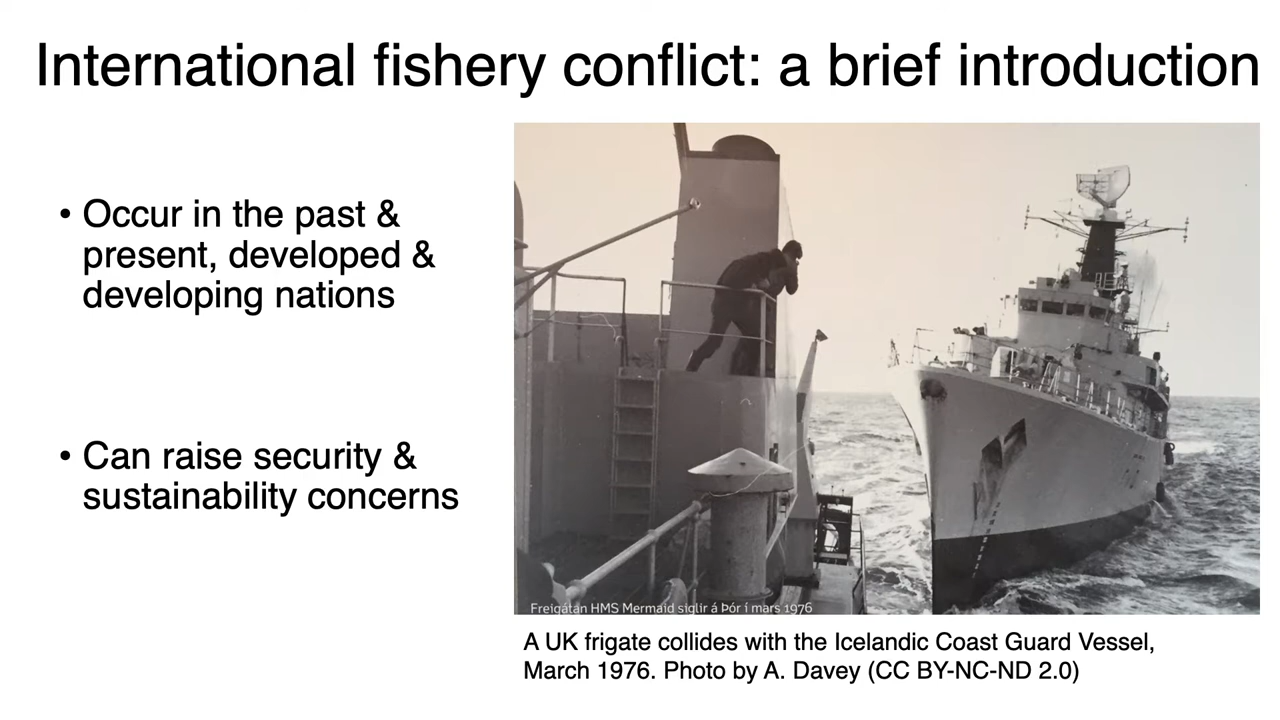 International fishery conflict: a brief introduction
• Occur in the past &
present, developed &
developing nations
• Can raise security &
sustainability concerns
Freigátan HMS Mermaid siglir á Þór í mars 1976
A UK frigate collides with the Icelandic Coast Guard Vessel,
March 1976. Photo by A. Davey (CC BY-NC-ND 2.0)